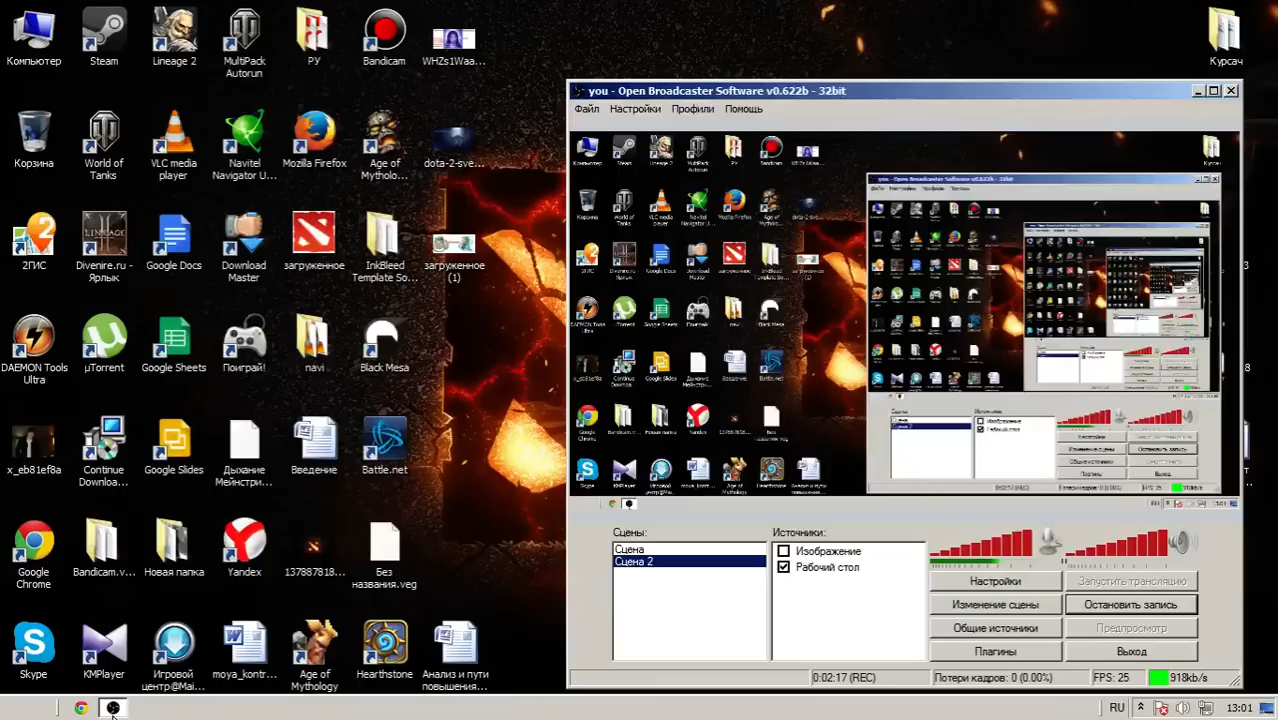 Компьютер
Steam
Lineage 2
MultiPack
Autorun
РУ
Bandicam
WHZs1Waa...
Курсач
Корзина
World of
Tanks
VLC media
player
Navitel
Navigator U...
Mozilla Firefox
Age of
Mytholo...
dota-2-sve...
2ГИС
Divenire.ru -
Ярлык
Google Docs
Download
Master
загруженное
InkBleed
Template So...
загруженное
(1)
DAEMON Tools
Ultra
µTorrent
Google Sheets
Поиграй!
navi
Black Mesa
x_eb81ef8a
Continue
Downloa...
Google Slides
Дыхание
Мейнстри...
Введение
Battle.net
Google
Chrome
Bandicam.v...
Новая папка
Yandex
137887818...
Без
названия.veg
Skype
KMPlayer
Игровой
центр@Mai...
moya_kontr...
Age of
Mythology
Hearthstone
Анализ и пути
повышения...
you - Open Broadcaster Software v0.622b - 32bit
Файл Настройки Профили Помощь
Сцены:
Сцена
Сцена 2
Источники:
Изображение
Рабочий стол
Настройки
Запустить трансляцию
Изменение сцены
Остановить запись
Общие источники
Предпросмотр
Плагины
Выход
0:02:17 (REC)
Потери кадров: 0 (0.00%)
FPS: 25
918kb/s
RU
13:01